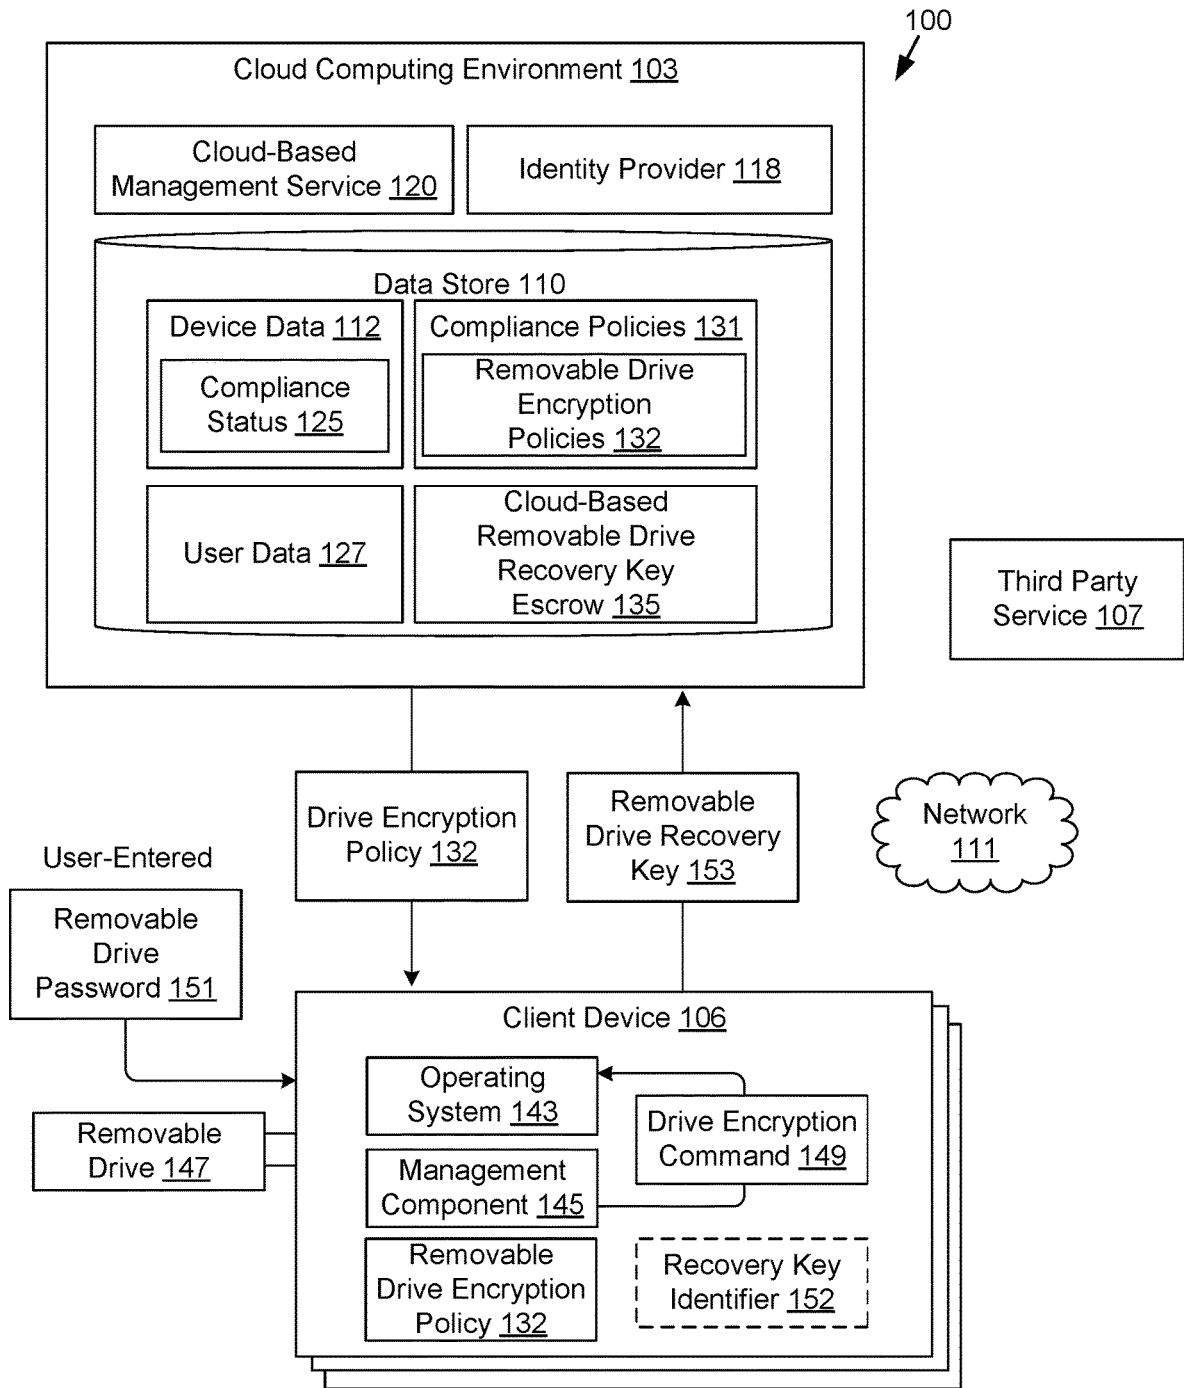 100
Cloud Computing Environment 103
Cloud-Based
Management Service 120
Identity Provider 118
Data Store 110
Device Data 112
Compliance
Status 125
Compliance Policies 131
Removable Drive
Encryption
Policies 132
User Data 127
Cloud-Based
Removable Drive
Recovery Key
Escrow 135
Third Party
Service 107
Drive Encryption
Policy 132
Removable
Drive Recovery
Key 153
Network
111
User-Entered
Removable
Drive
Password 151
Client Device 106
Operating
System 143
Drive Encryption
Command 149
Removable
Drive 147
Management
Component 145
Removable
Drive Encryption
Policy 132
Recovery Key
Identifier 152